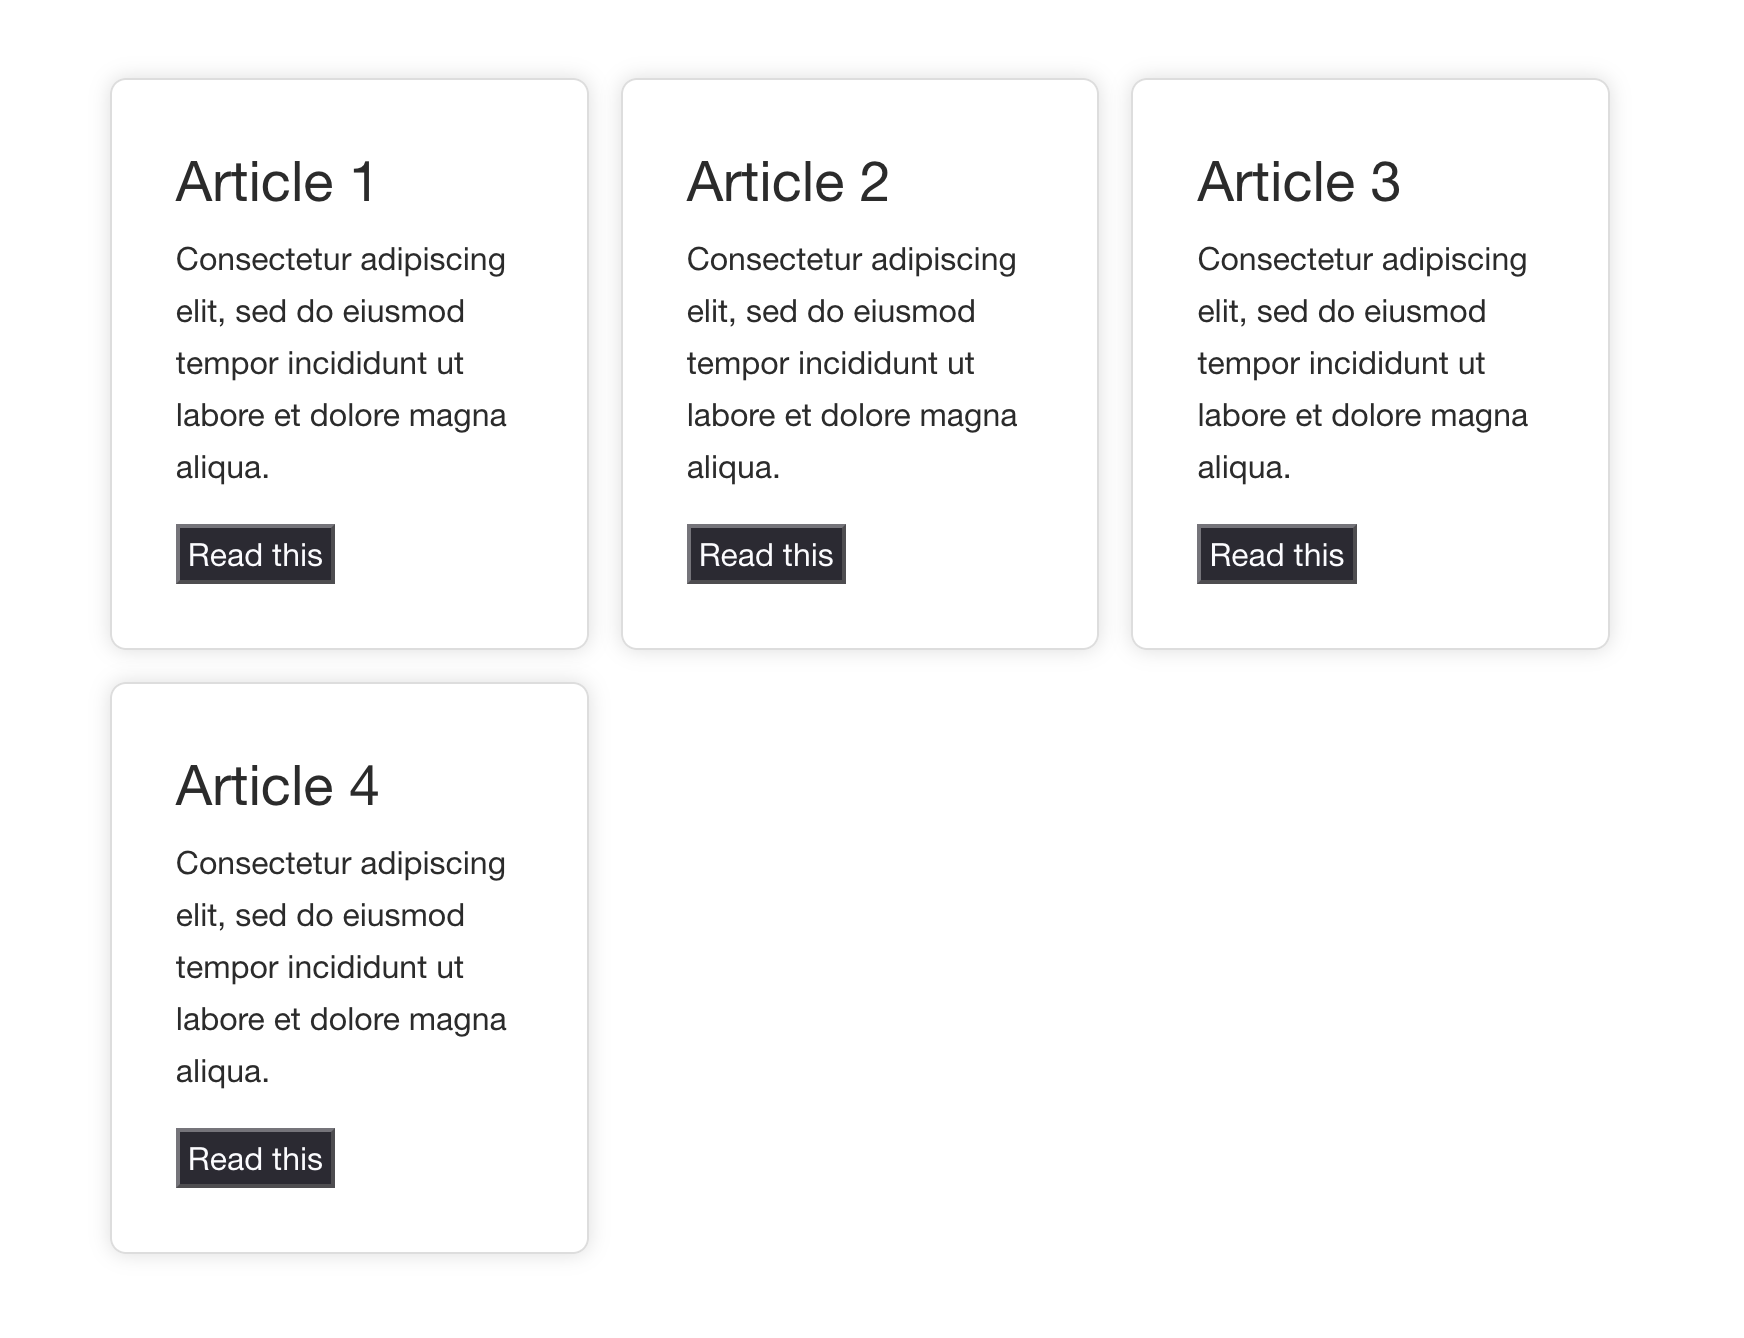 Article 1
Consectetur adipiscing
elit, sed do eiusmod
tempor incididunt ut
labore et dolore magna
aliqua.
Read this
Article 2
Consectetur adipiscing
elit, sed do eiusmod
tempor incididunt ut
labore et dolore magna
aliqua.
Read this
Article 3
Consectetur adipiscing
elit, sed do eiusmod
tempor incididunt ut
labore et dolore magna
aliqua.
Read this
Article 4
Consectetur adipiscing
elit, sed do eiusmod
tempor incididunt ut
labore et dolore magna
aliqua.
Read this